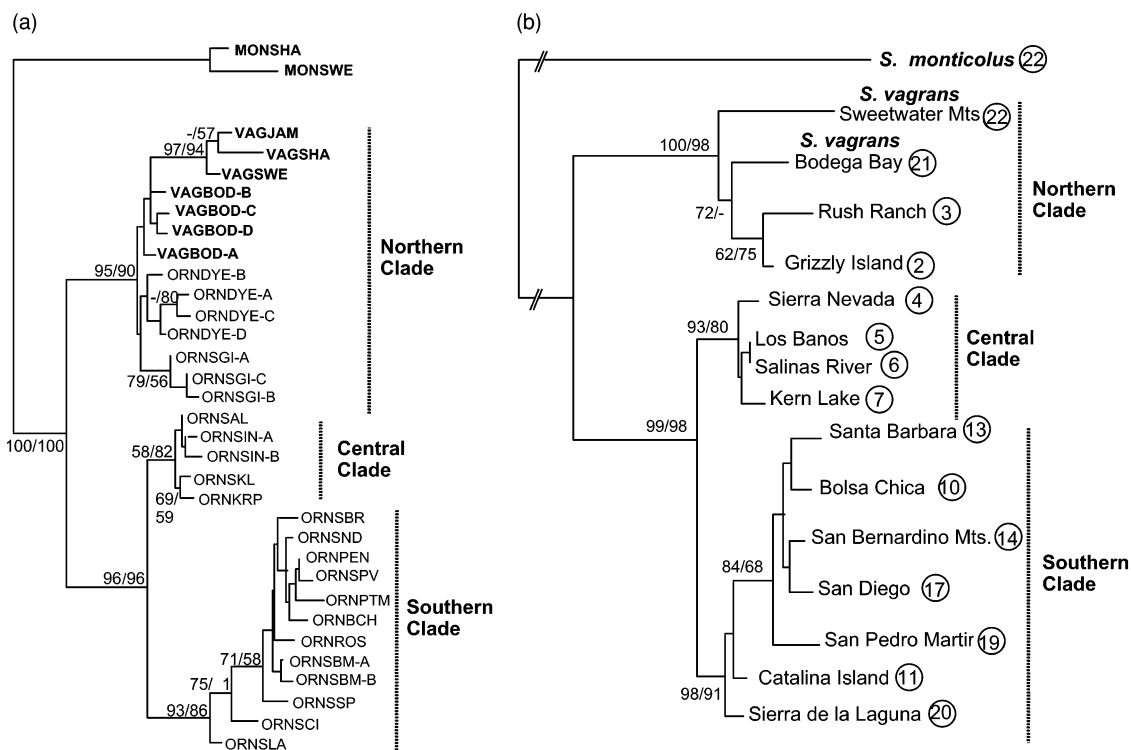 (a)
MONSHA
MONSWE
-/57
VAGJAM
97/94
VAGSHA
VAGSWE
VAGBOD-B
VAGBOD-C
VAGBOD-D
VAGBOD-A
95/90
ORNDYE-B
-/80
ORNDYE-A
ORNDYE-C
ORNDYE-D
ORNSGI-A
79/56
ORNSGI-C
ORNSGI-B
Northern
Clade
100/100
ORNSAL
ORNSIN-A
58/82
ORNSIN-B
ORNSKL
69/
59
ORNKRP
Central
Clade
96/96
ORNSBR
ORNSND
ORNPEN
ORNSPV
ORNPTM
ORNBCH
ORNROS
71/58
ORNSBM-A
ORNSBM-B
75/ 1
ORNSSP
93/86
ORNSCI
ORNSLA
Southern
Clade
(b)
S. monticolus 22
S. vagrans
Sweetwater Mts 22
100/98
S. vagrans
Bodega Bay 21
72/-
Rush Ranch 3
62/75
Grizzly Island 2
Northern
Clade
Sierra Nevada 4
93/80
Los Banos 5
Salinas River 6
Kern Lake 7
Central
Clade
99/98
Santa Barbara 13
Bolsa Chica 10
San Bernardino Mts. 14
84/68
San Diego 17
San Pedro Martir 19
Catalina Island 11
98/91
Sierra de la Laguna 20
Southern
Clade